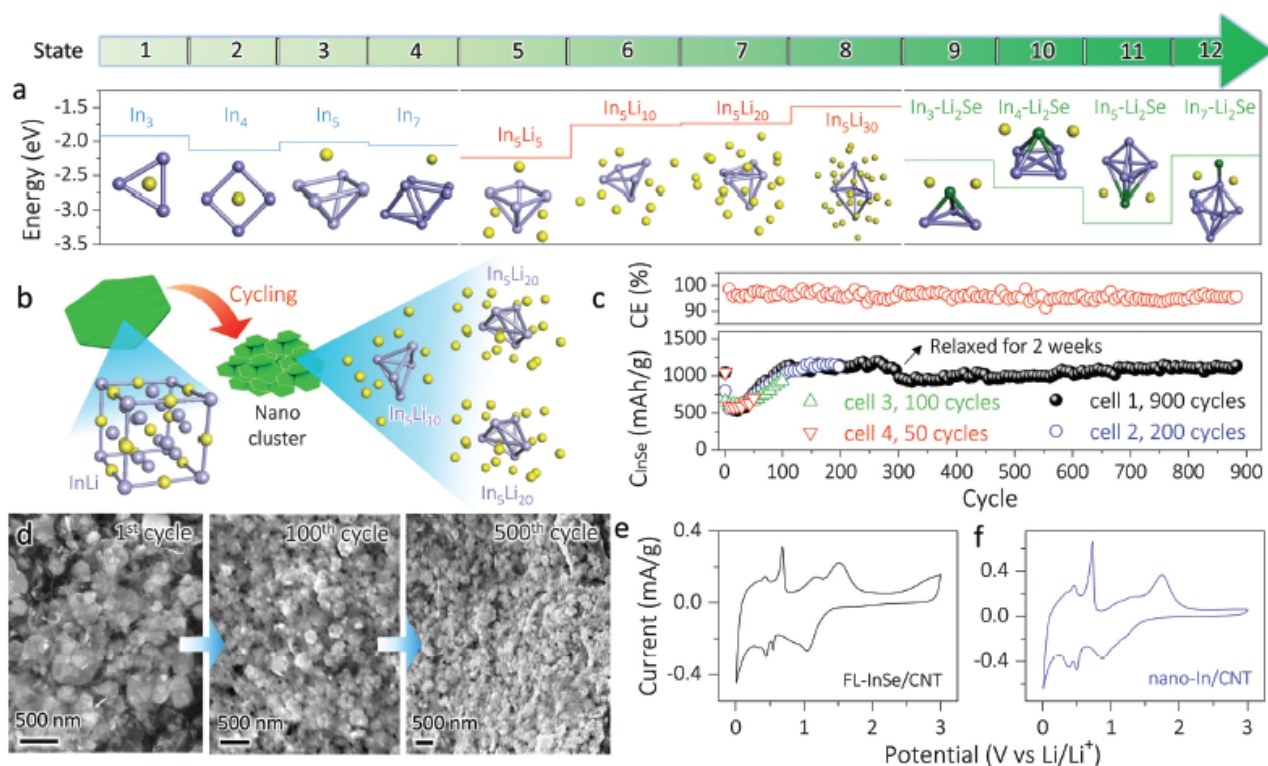 State 1 2 3 4 5 6 7 8 9 10 11 12
a
Energy (eV)
-1.5
-2.0
-2.5
-3.0
-3.5
In₃ In₄ In₅ In₇ In₅Li₅ In₅Li₁₀ In₅Li₂₀ In₅Li₃₀ In₃-Li₂Se In₄-Li₂Se In₅-Li₂Se In₇-Li₂Se
b
Cycling
InLi
Nano
cluster
In₅Li₁₀
In₅Li₂₀
In₅Li₂₀
c
CE (%)
100
90
C_InSe (mAh/g)
1500
1000
500
0
Relaxed for 2 weeks
cell 3, 100 cycles
cell 1, 900 cycles
cell 4, 50 cycles
cell 2, 200 cycles
0 100 200 300 400 500 600 700 800 900
Cycle
d
1st cycle
500 nm
100th cycle
500 nm
500th cycle
500 nm
e
Current (mA/g)
0.4
0.0
-0.4
FL-InSe/CNT
0 1 2 3
f
0.4
0.0
-0.4
nano-In/CNT
0 1 2 3
Potential (V vs Li/Li⁺)